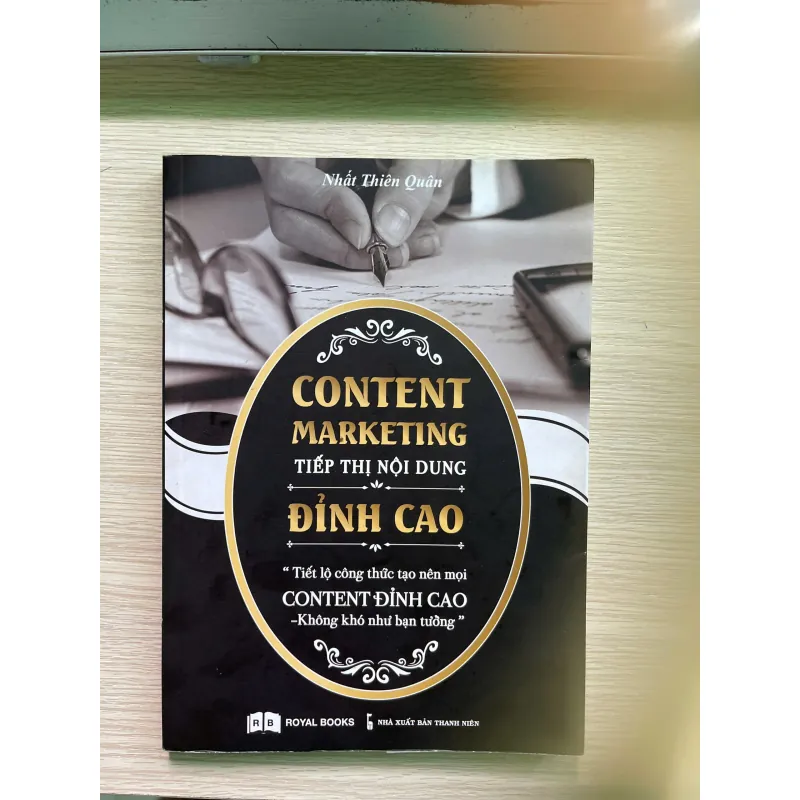 Nhất Thiên Quân
CONTENT
MARKETING
TIẾP THỊ NỘI DUNG
ĐỈNH CAO
“ Tiết lộ công thức tạo nên mọi
CONTENT ĐỈNH CAO
–Không khó như bạn tưởng ”
R B ROYAL BOOKS NHÀ XUẤT BẢN THANH NIÊN